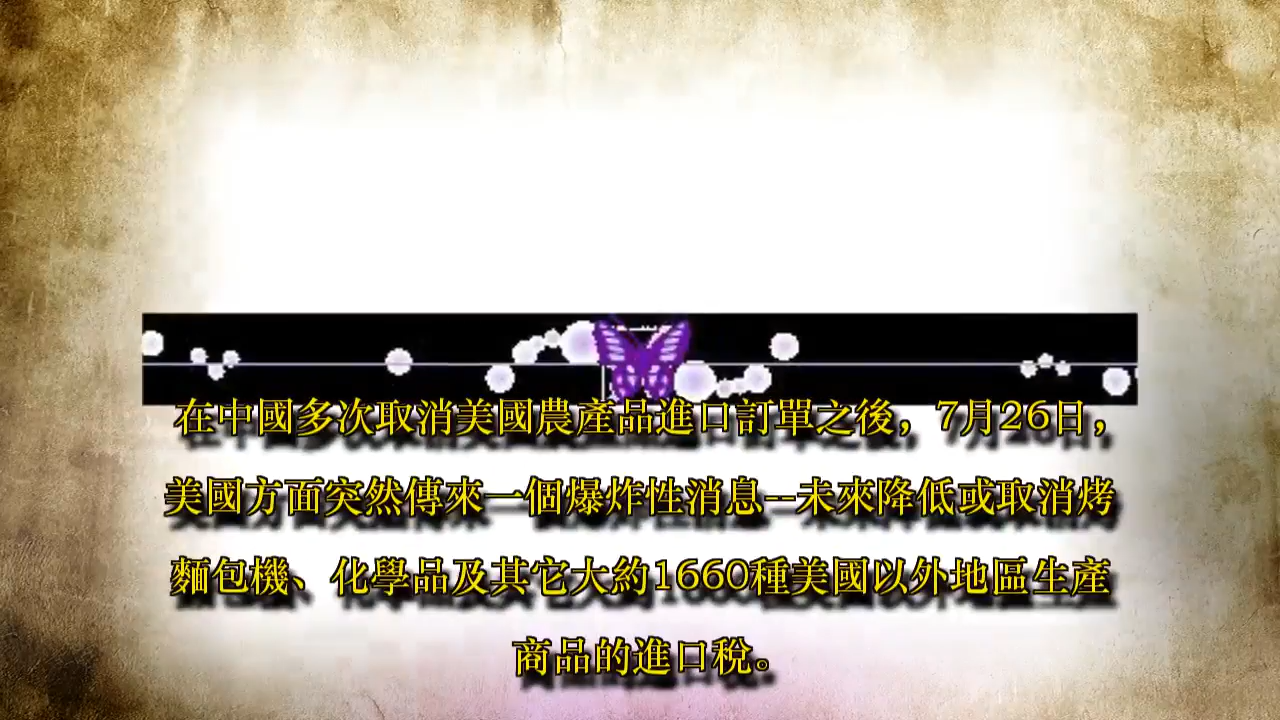 在中國多次取消美國農產品進口訂單之後，7月26日，
美國方面突然傳來一個爆炸性消息--未來降低或取消烤
麵包機、化學品及其它大約1660種美國以外地區生產
商品的進口稅。